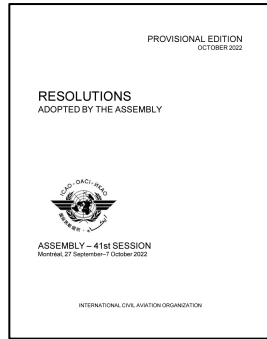 PROVISIONAL EDITION
OCTOBER 2022
RESOLUTIONS
ADOPTED BY THE ASSEMBLY
ICAO · OACI · ИКАО
ASSEMBLY – 41st SESSION
Montréal, 27 September–7 October 2022
INTERNATIONAL CIVIL AVIATION ORGANIZATION